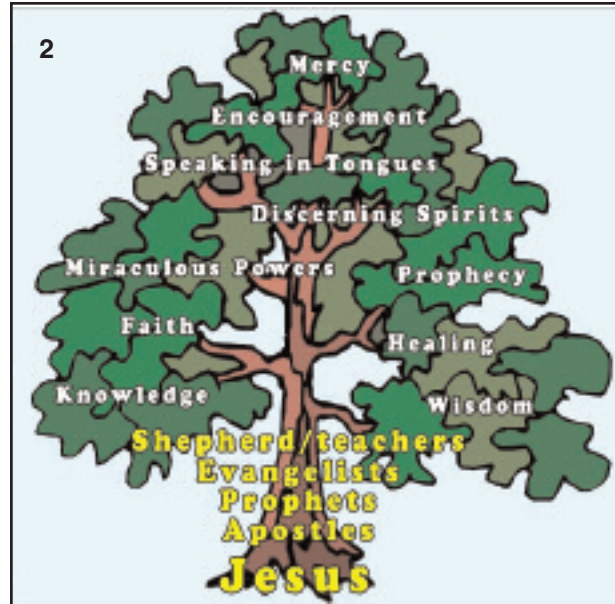 2
Mercy
Encouragement
Speaking in Tongues
Discerning Spirits
Miraculous Powers
Prophecy
Faith
Healing
Knowledge
Wisdom
Shepherd/teachers
Evangelists
Prophets
Apostles
Jesus